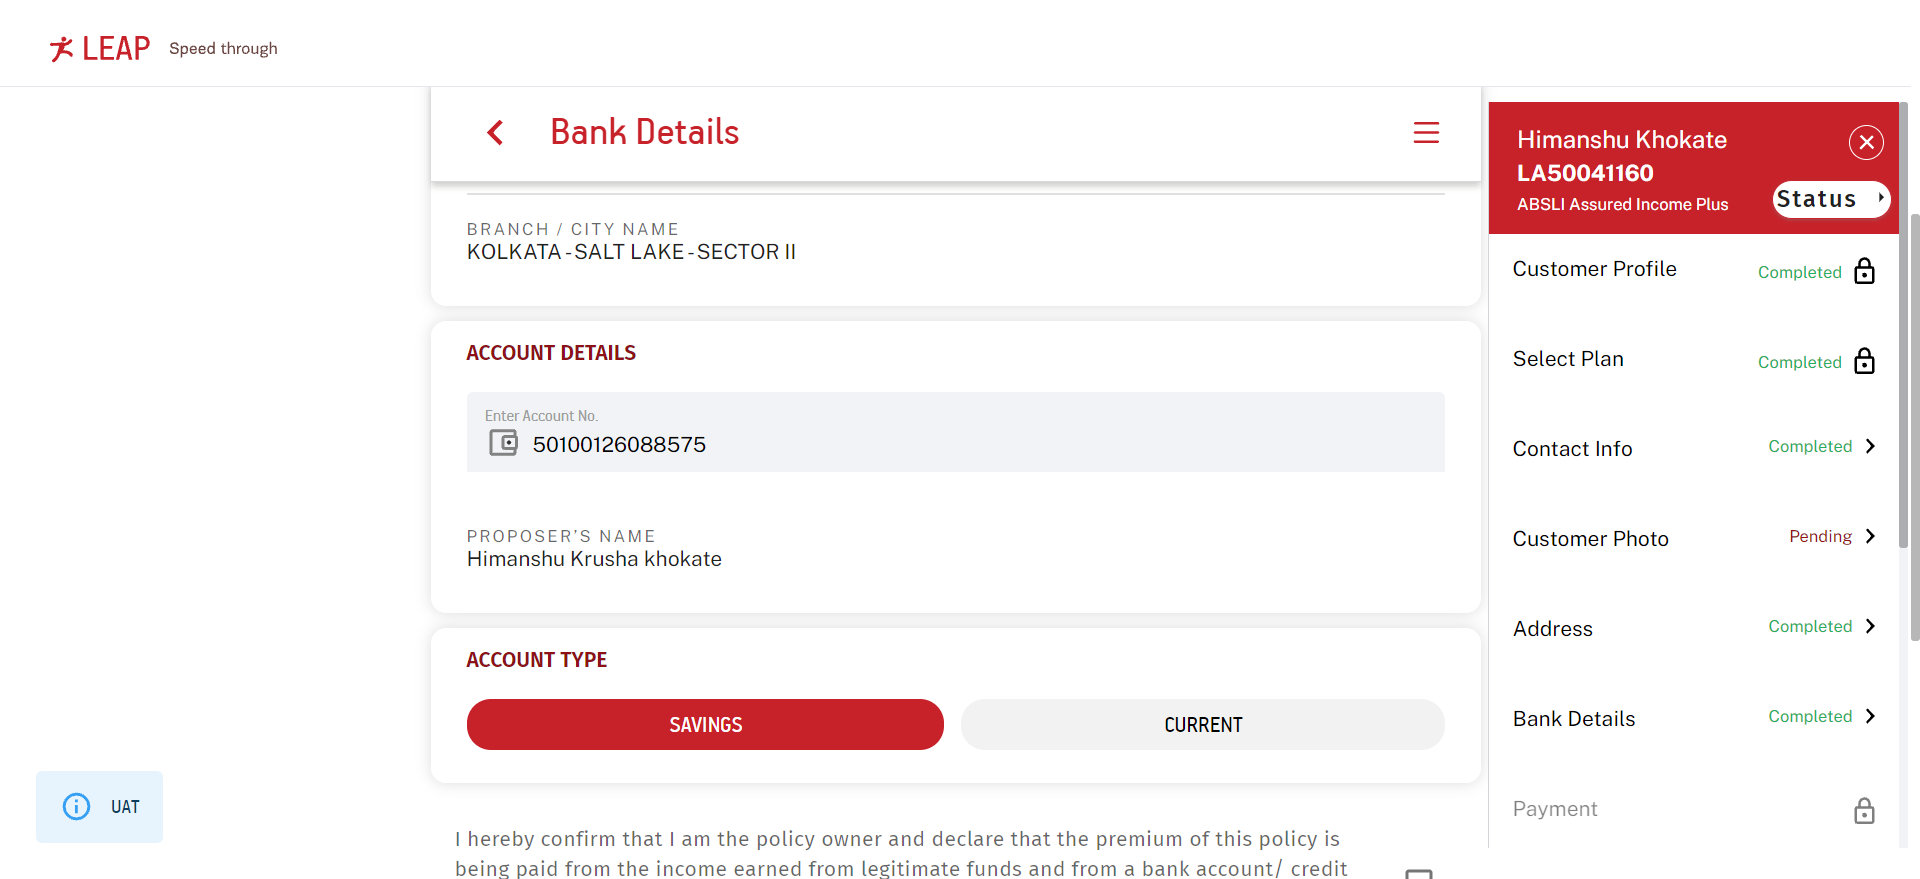 LEAP Speed through
Bank Details
BRANCH / CITY NAME
KOLKATA - SALT LAKE - SECTOR II
ACCOUNT DETAILS
Enter Account No.
50100126088575
PROPOSER'S NAME
Himanshu Krusha khokate
ACCOUNT TYPE
SAVINGS CURRENT
I hereby confirm that I am the policy owner and declare that the premium of this policy is
being paid from the income earned from legitimate funds and from a bank account/ credit
UAT
Himanshu Khokate
LA50041160
ABSLI Assured Income Plus
Status
Customer Profile Completed
Select Plan Completed
Contact Info Completed
Customer Photo Pending
Address Completed
Bank Details Completed
Payment